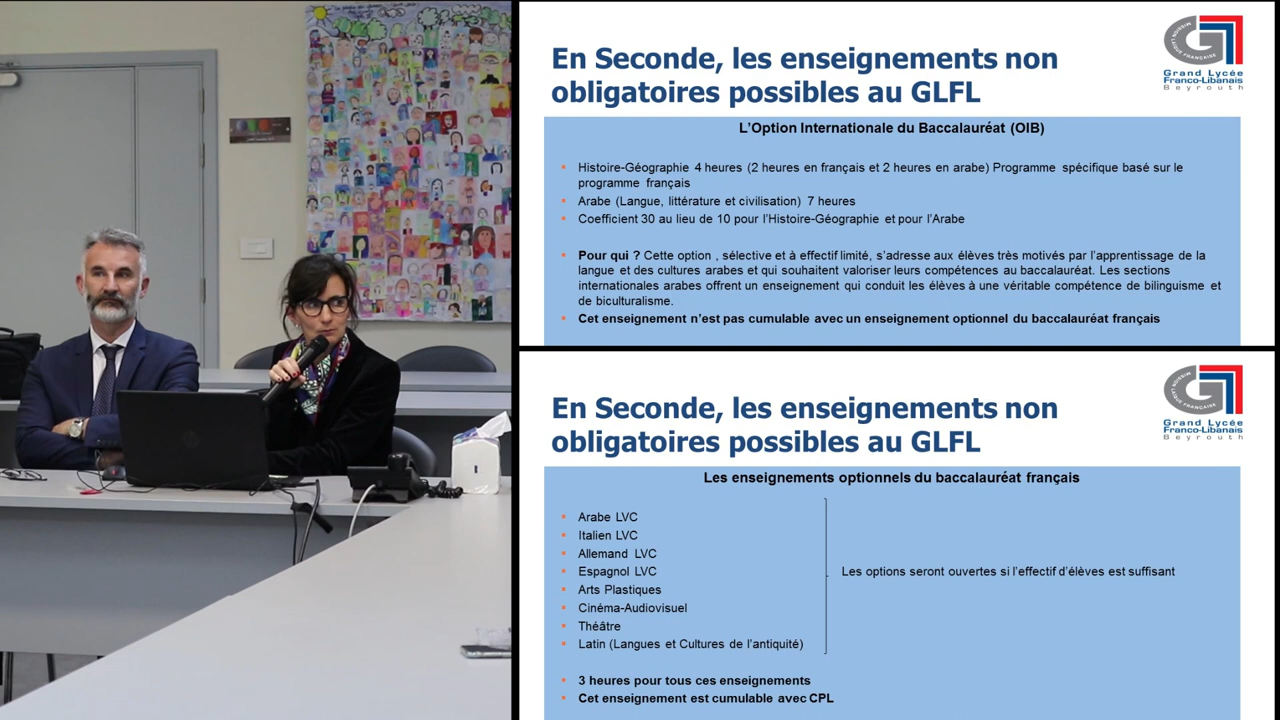 En Seconde, les enseignements non
obligatoires possibles au GLFL
MISSION LAIQUE FRANÇAISE
Grand Lycée
Franco-Libanais
Beyrouth
L'Option Internationale du Baccalauréat (OIB)
Histoire-Géographie 4 heures (2 heures en français et 2 heures en arabe) Programme spécifique basé sur le
programme français
Arabe (Langue, littérature et civilisation) 7 heures
Coefficient 30 au lieu de 10 pour l'Histoire-Géographie et pour l'Arabe
Pour qui ? Cette option , sélective et à effectif limité, s'adresse aux élèves très motivés par l'apprentissage de la
langue et des cultures arabes et qui souhaitent valoriser leurs compétences au baccalauréat. Les sections
internationales arabes offrent un enseignement qui conduit les élèves à une véritable compétence de bilinguisme et
de biculturalisme.
Cet enseignement n'est pas cumulable avec un enseignement optionnel du baccalauréat français
En Seconde, les enseignements non
obligatoires possibles au GLFL
MISSION LAIQUE FRANÇAISE
Grand Lycée
Franco-Libanais
Beyrouth
Les enseignements optionnels du baccalauréat français
Arabe LVC
Italien LVC
Allemand LVC
Espagnol LVC
Arts Plastiques
Cinéma-Audiovisuel
Théâtre
Latin (Langues et Cultures de l'antiquité)
Les options seront ouvertes si l'effectif d'élèves est suffisant
3 heures pour tous ces enseignements
Cet enseignement est cumulable avec CPL